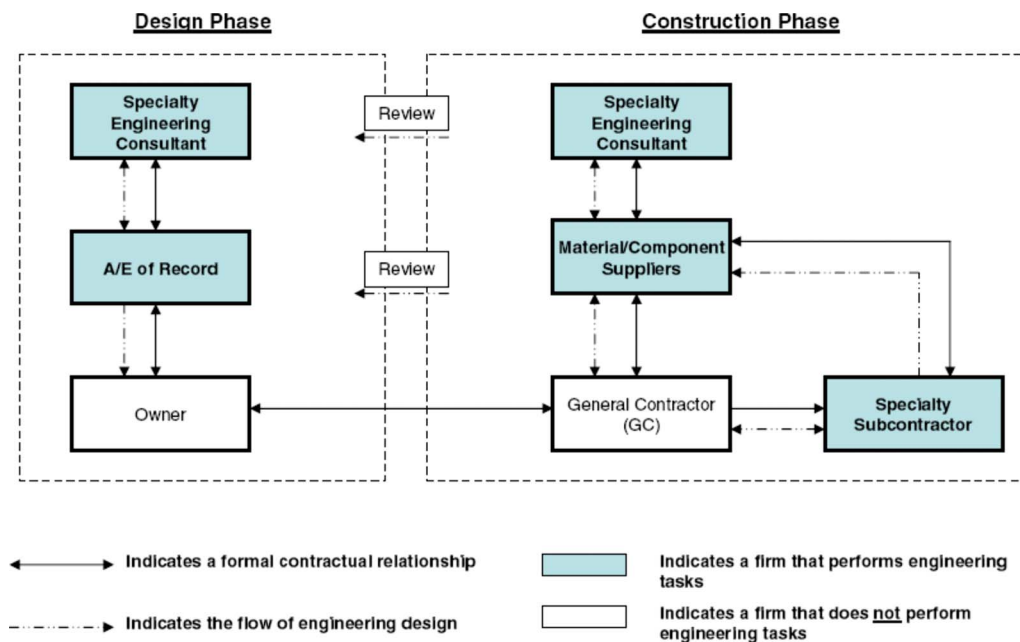 Design Phase
Construction Phase
Specialty
Engineering
Consultant
Review
Specialty
Engineering
Consultant
A/E of Record
Review
Material/Component
Suppliers
Owner
General Contractor
(GC)
Specialty
Subcontractor
Indicates a formal contractual relationship
Indicates a firm that performs engineering
tasks
Indicates the flow of engineering design
Indicates a firm that does not perform
engineering tasks